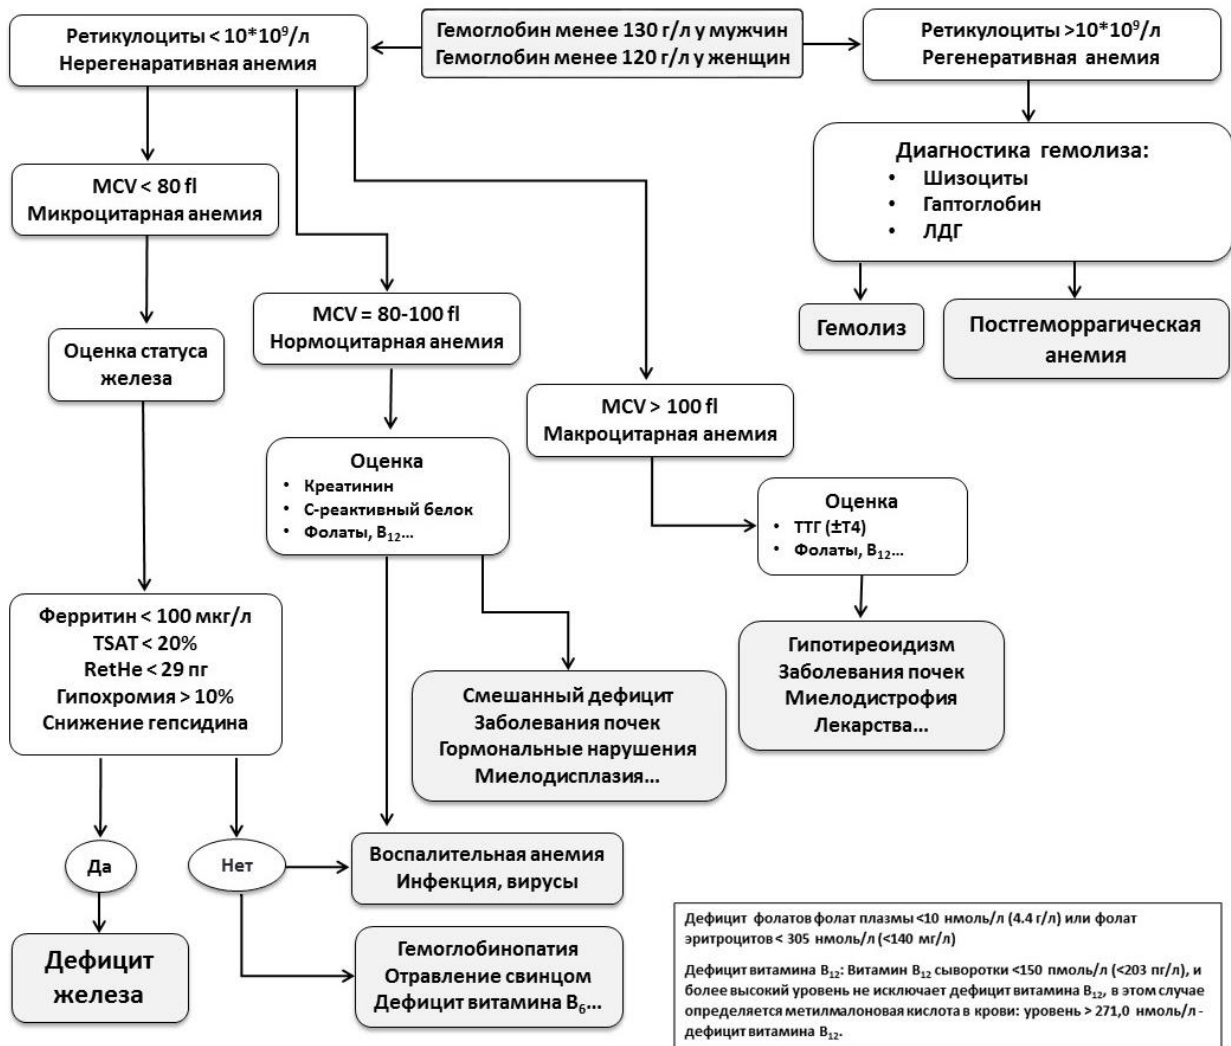 Гемоглобин менее 130 г/л у мужчин
Гемоглобин менее 120 г/л у женщин
Ретикулоциты < 10*10⁹/л
Нерегенаративная анемия
Ретикулоциты >10*10⁹/л
Регенеративная анемия
MCV < 80 fl
Микроцитарная анемия
Диагностика гемолиза:
• Шизоциты
• Гаптоглобин
• ЛДГ
MCV = 80-100 fl
Нормоцитарная анемия
Гемолиз
Постгеморрагическая
анемия
Оценка статуса
железа
MCV > 100 fl
Макроцитарная анемия
Оценка
• Креатинин
• С-реактивный белок
• Фолаты, В₁₂...
Оценка
• ТТГ (±Т4)
• Фолаты, В₁₂...
Ферритин < 100 мкг/л
TSAT < 20%
RetHe < 29 пг
Гипохромия > 10%
Снижение гепсидина
Гипотиреоидизм
Заболевания почек
Миелодистрофия
Лекарства...
Смешанный дефицит
Заболевания почек
Гормональные нарушения
Миелодисплазия...
Да
Нет
Воспалительная анемия
Инфекция, вирусы
Дефицит
железа
Гемоглобинопатия
Отравление свинцом
Дефицит витамина В₆...
Дефицит фолатов фолат плазмы <10 нмоль/л (4.4 г/л) или фолат
эритроцитов < 305 нмоль/л (<140 мг/л)
Дефицит витамина В₁₂: Витамин В₁₂ сыворотки <150 пмоль/л (<203 пг/л), и
более высокий уровень не исключает дефицит витамина В₁₂, в этом случае
определяется метилмалоновая кислота в крови: уровень > 271,0 нмоль/л -
дефицит витамина В₁₂.